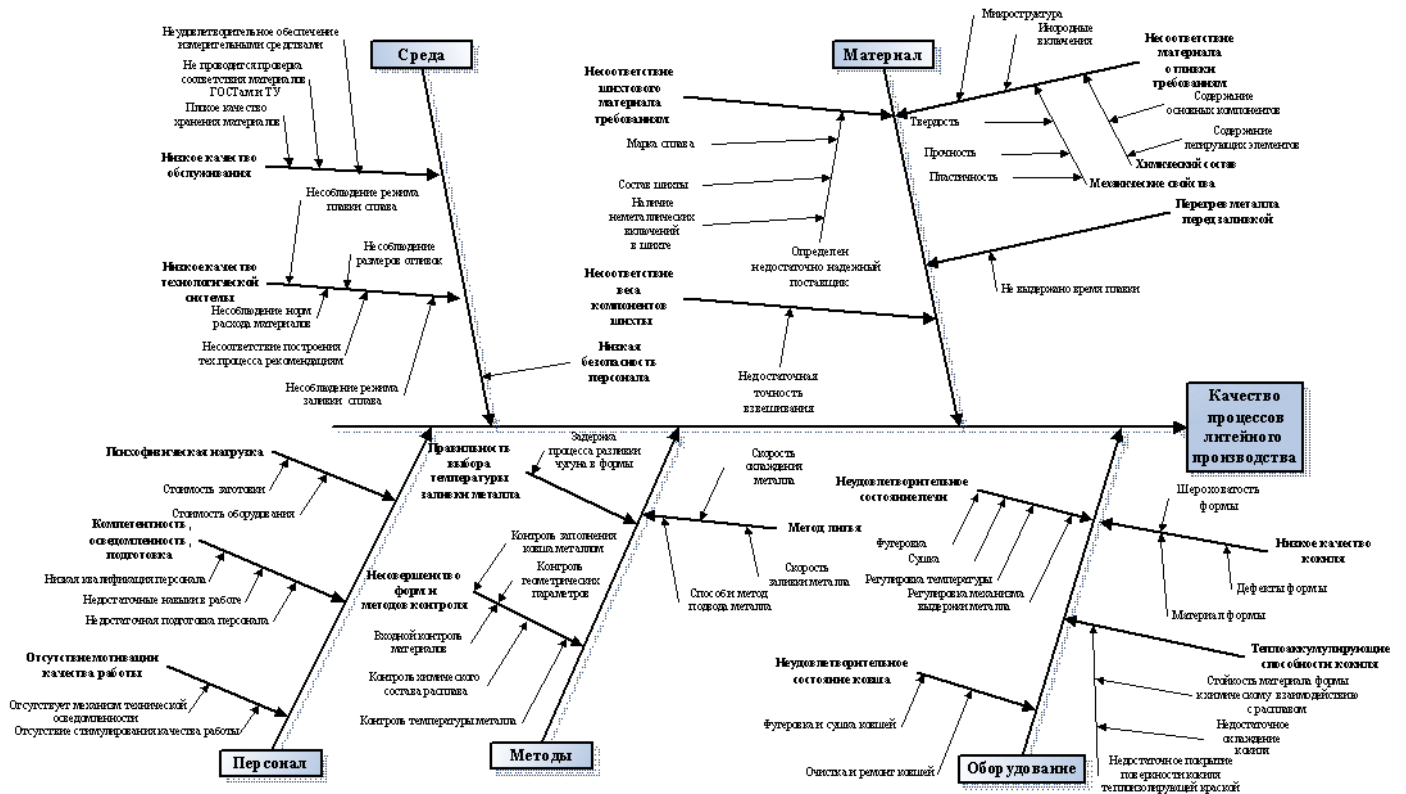 Неудовлетворительное обеспечение
измерительными средствами
Не проводится проверка
соответствия материалов
ГОСТам и ТУ
Плохое качество
хранения материалов
Низкое качество
обслуживания
Среда
Несоблюдение режима
плавки сплава
Несоблюдение
размеров отливок
Низкое качество
технологической
системы
Несоблюдение норм
расхода материалов
Несоответствие построения
тех.процесса рекомендациям
Несоблюдение режима
заливки сплава
Низкая
безопасность
персонала
Материал
Несоответствие
шихтового
материала
требованиям
Марка сплава
Состав шихты
Наличие
неметаллических
включений
в шихте
Определен
недостаточно надежный
поставщик
Несоответствие
веса
компонентов
шихты
Недостаточная
точность
взвешивания
Микроструктура
Инородные
включения
Несоответствие
материала
отливки
требованиям
Содержание
основных компонентов
Содержание
легирующих элементов
Химический состав
Твердость
Прочность
Пластичность
Механические свойства
Перегрев металла
перед заливкой
Не выдержано время плавки
Качество
процессов
литейного
производства
Психофизическая нагрузка
Стоимость заготовки
Стоимость оборудования
Компетентность,
осведомленность,
подготовка
Низкая квалификация персонала
Недостаточные навыки в работе
Недостаточная подготовка персонала
Отсутствие мотивации
качества работы
Отсутствует механизм технической
осведомленности
Отсутствие стимулирования качества работы
Персонал
Правильность
выбора
температуры
заливки металла
Задержка
процесса разливки
чугуна в формы
Скорость
охлаждения
металла
Метод литья
Скорость
заливки металла
Способ и метод
подвода металла
Контроль заполнения
ковша металлом
Контроль
геометрических
параметров
Несовершенство
форм и
методов контроля
Входной контроль
материалов
Контроль химического
состава расплава
Контроль температуры металла
Методы
Неудовлетворительное
состояние печи
Футеровка
Сушка
Регулировка температуры
Регулировка механизма
выдержки металла
Шероховатость
формы
Низкое качество
кокиля
Дефекты формы
Материал формы
Теплоаккумулирующие
способности кокиля
Стойкость материала формы
к химическому взаимодействию
с расплавом
Недостаточное
охлаждение
кокиля
Недостаточное покрытие
поверхности кокиля
теплоизолирующей краской
Неудовлетворительное
состояние ковша
Футеровка и сушка ковшей
Очистка и ремонт ковшей
Оборудование